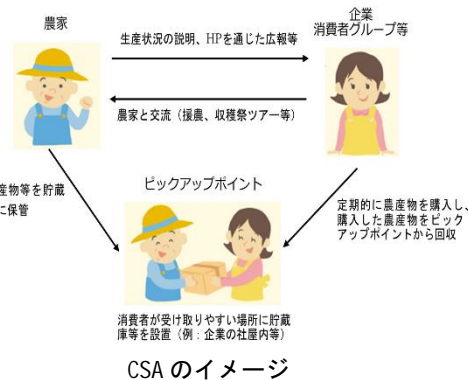 農家
企業
消費者グループ等
生産状況の説明、HPを通じた広報等
農家と交流（援農、収穫祭ツアー等）
産物等を貯蔵
に保管
ピックアップポイント
定期的に農産物を購入し、
購入した農産物をピック
アップポイントから回収
消費者が受け取りやすい場所に貯蔵
庫等を設置（例：企業の社屋内等）
CSAのイメージ